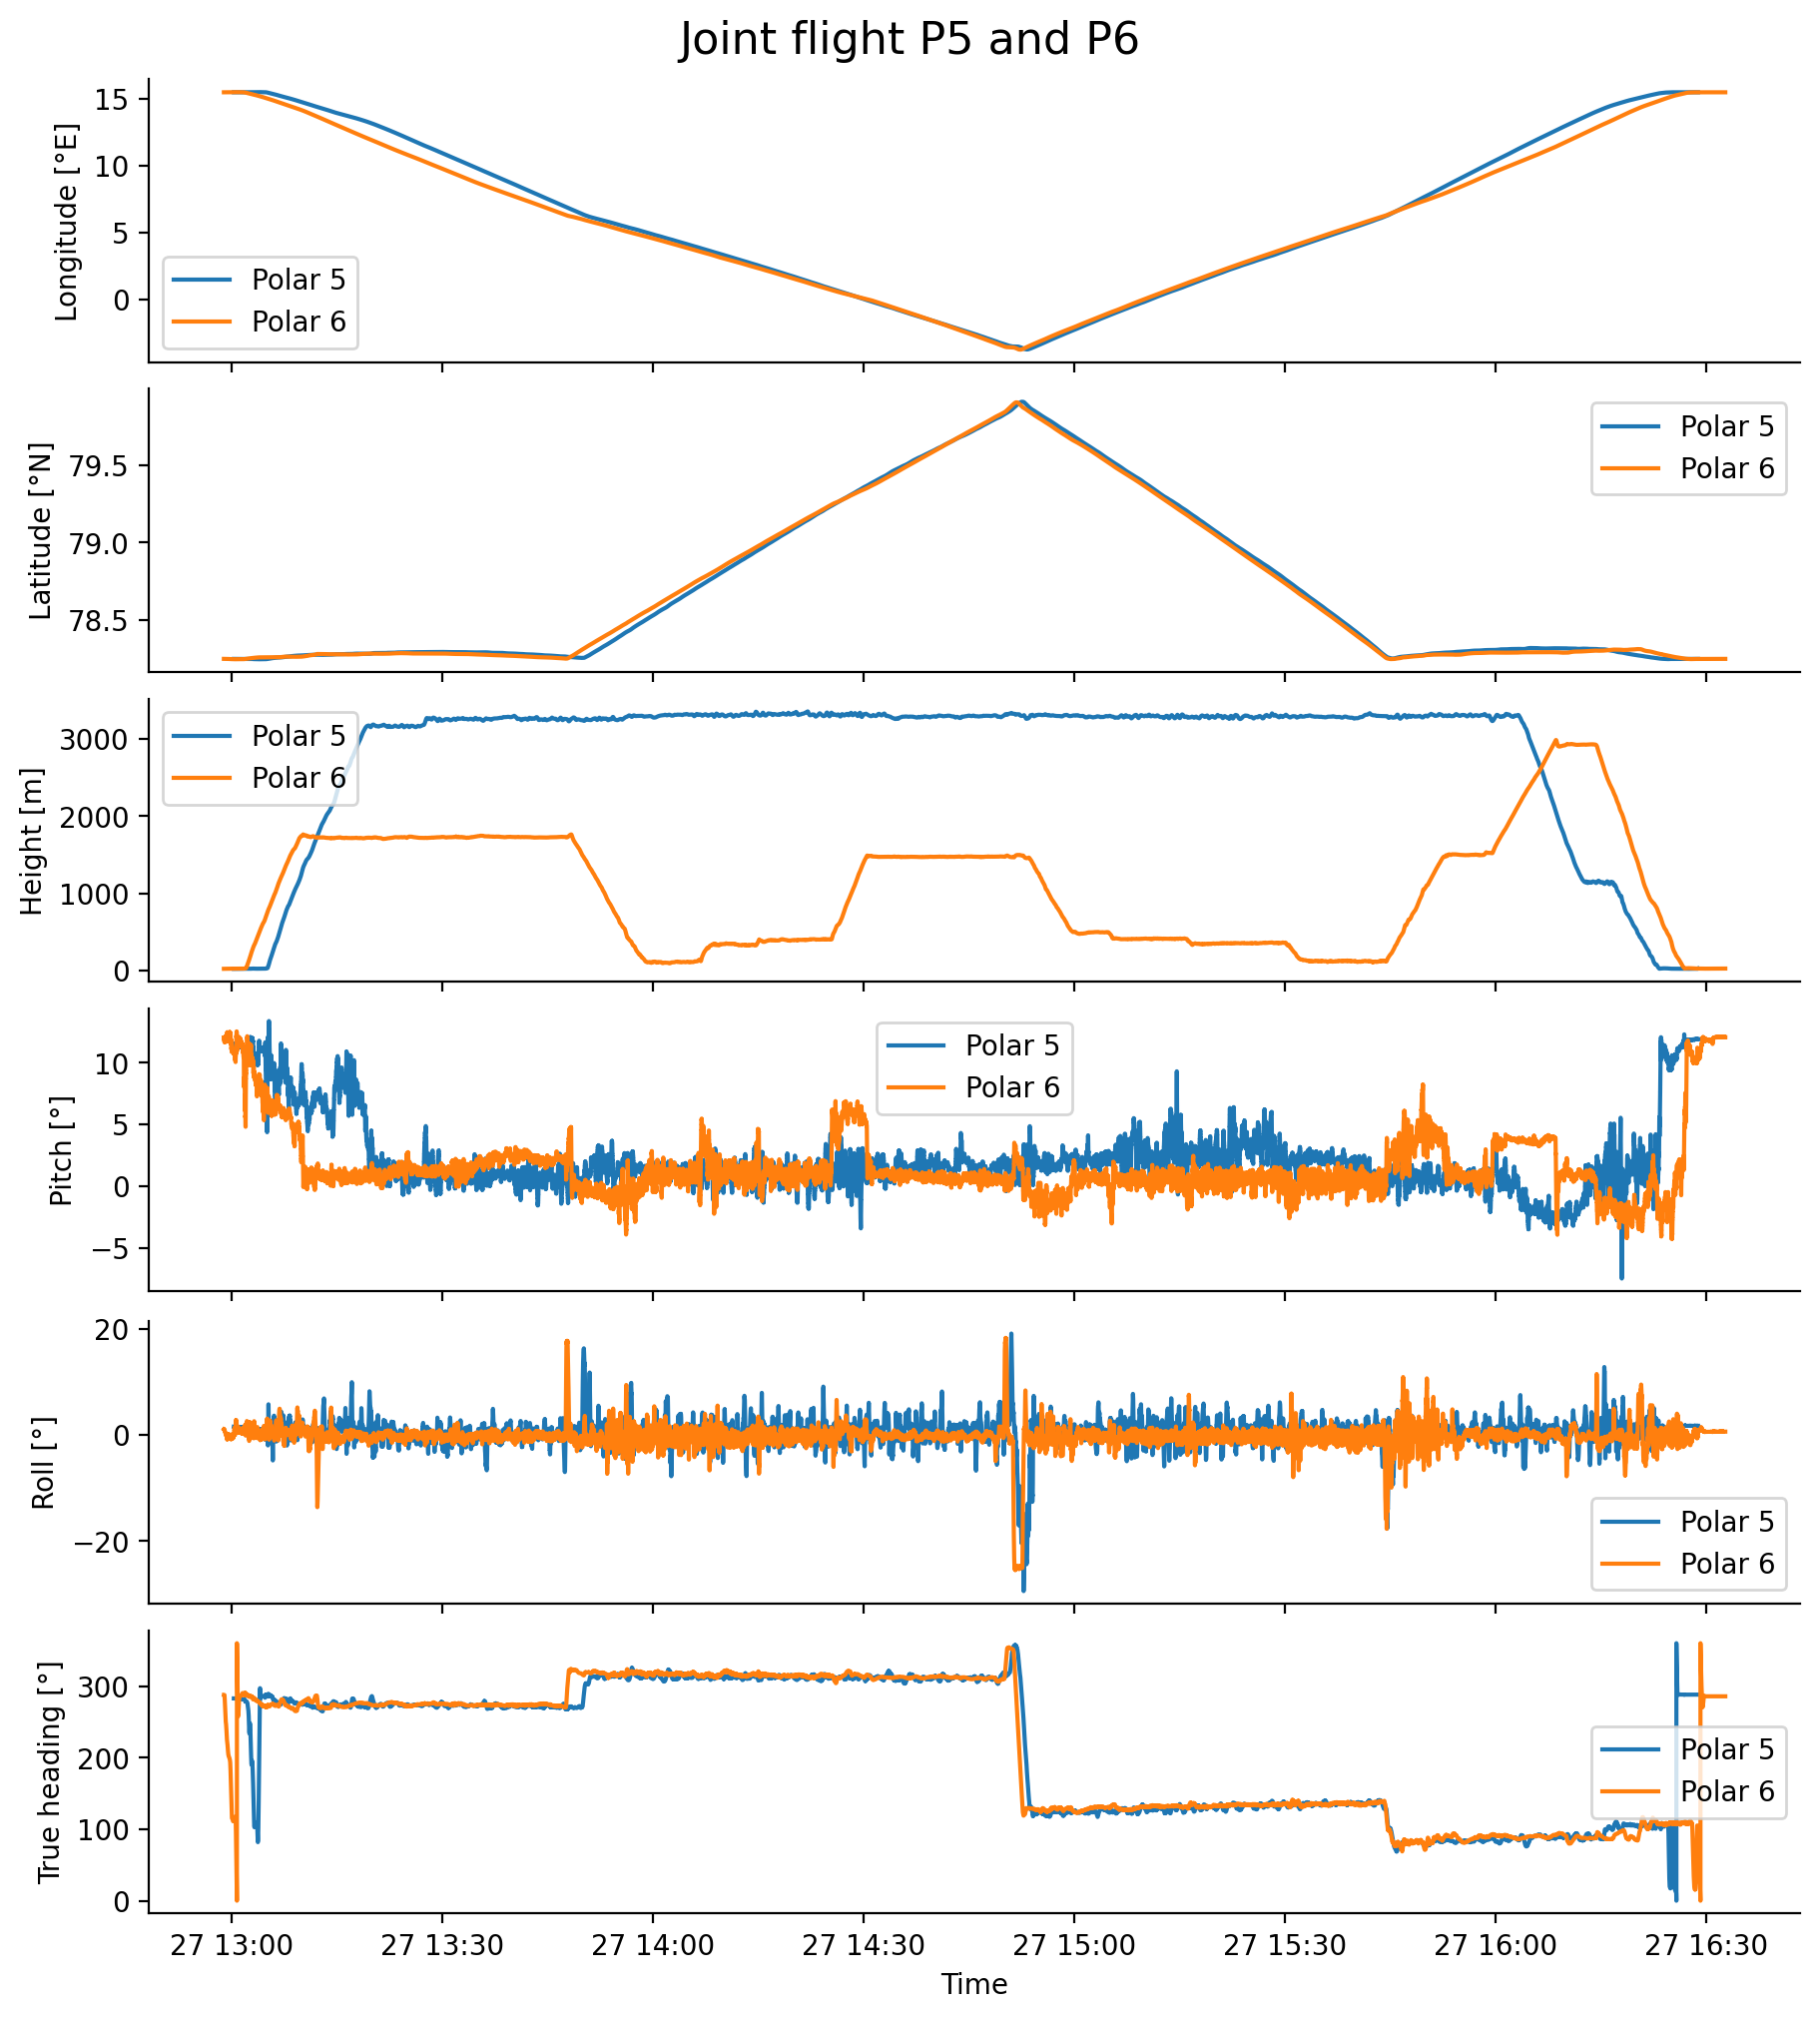 Joint flight P5 and P6
Longitude [°E]
15
10
5
0
Polar 5
Polar 6
Latitude [°N]
79.5
79.0
78.5
Polar 5
Polar 6
Height [m]
3000
2000
1000
0
Polar 5
Polar 6
Pitch [°]
10
5
0
−5
Polar 5
Polar 6
Roll [°]
20
0
−20
Polar 5
Polar 6
True heading [°]
300
200
100
0
Polar 5
Polar 6
27 13:00 27 13:30 27 14:00 27 14:30 27 15:00 27 15:30 27 16:00 27 16:30
Time